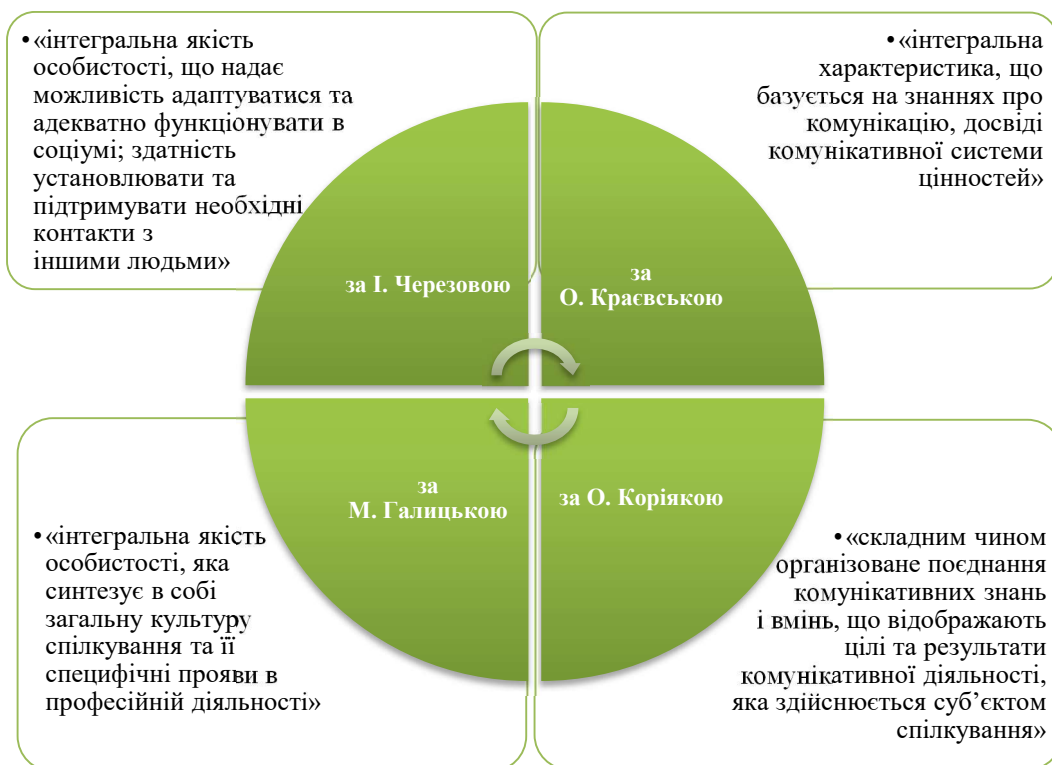 •«інтегральна якість
особистості, що надає
можливість адаптуватися та
адекватно функціонувати в
соціумі; здатність
установлювати та
підтримувати необхідні
контакти з
іншими людьми»
•«інтегральна
характеристика, що
базується на знаннях про
комунікацію, досвіді
комунікативної системи
цінностей»
за І. Черезовою
за
О. Краєвською
за
М. Галицькою
за О. Коріякою
•«інтегральна якість
особистості, яка
синтезує в собі
загальну культуру
спілкування та її
специфічні прояви в
професійній діяльності»
•«складним чином
організоване поєднання
комунікативних знань
і вмінь, що відображають
цілі та результати
комунікативної діяльності,
яка здійснюється суб’єктом
спілкування»